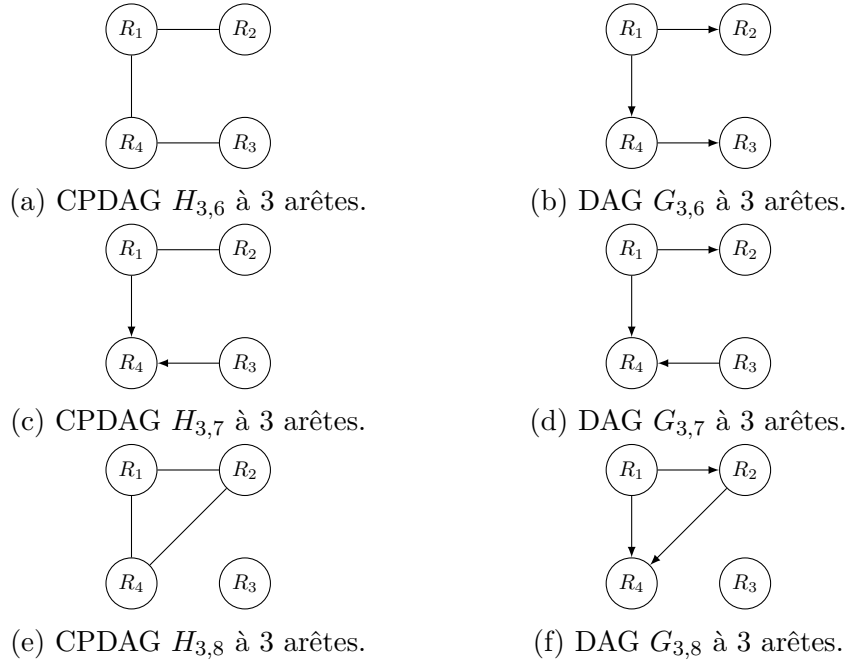 R₁ R₂ R₁ R₂
R₄ R₃ R₄ R₃
(a) CPDAG H₃,₆ à 3 arêtes. (b) DAG G₃,₆ à 3 arêtes.
R₁ R₂ R₁ R₂
R₄ R₃ R₄ R₃
(c) CPDAG H₃,₇ à 3 arêtes. (d) DAG G₃,₇ à 3 arêtes.
R₁ R₂ R₁ R₂
R₄ R₃ R₄ R₃
(e) CPDAG H₃,₈ à 3 arêtes. (f) DAG G₃,₈ à 3 arêtes.